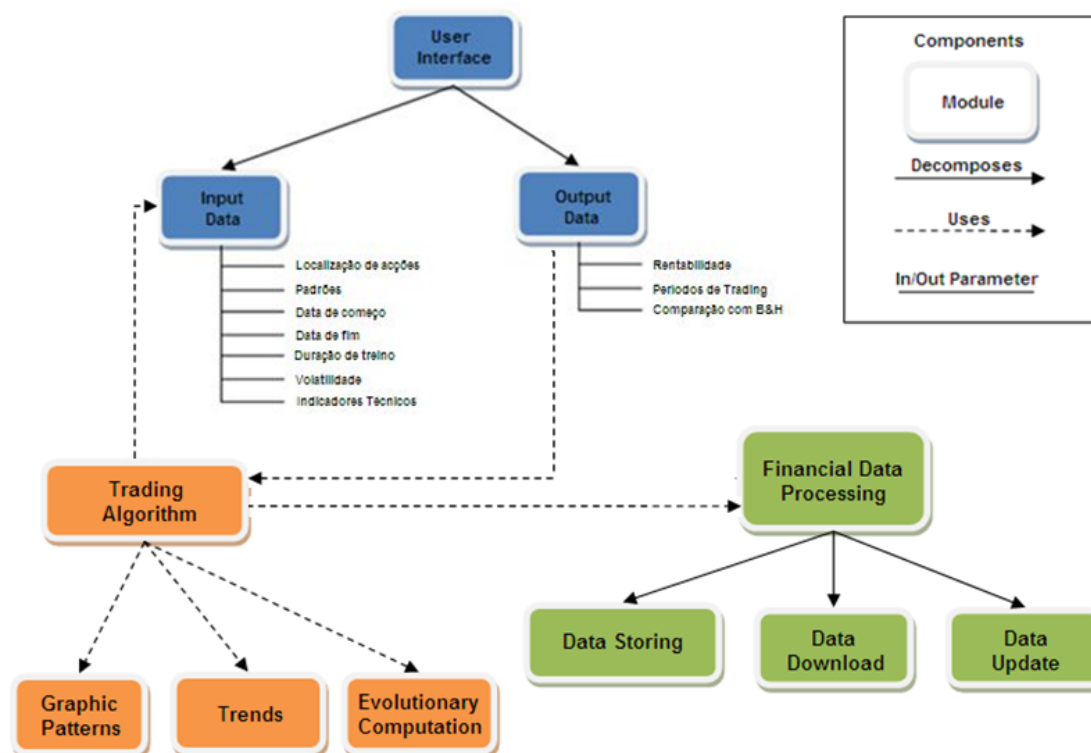 User
Interface
Components
Module
Decomposes
Uses
In/Out Parameter
Input
Data
Output
Data
Localização de acções
Padrões
Data de começo
Data de fim
Duração de treino
Volatilidade
Indicadores Técnicos
Rentabilidade
Periodos de Trading
Comparação com B&H
Trading
Algorithm
Financial Data
Processing
Graphic
Patterns
Trends
Evolutionary
Computation
Data Storing
Data
Download
Data
Update